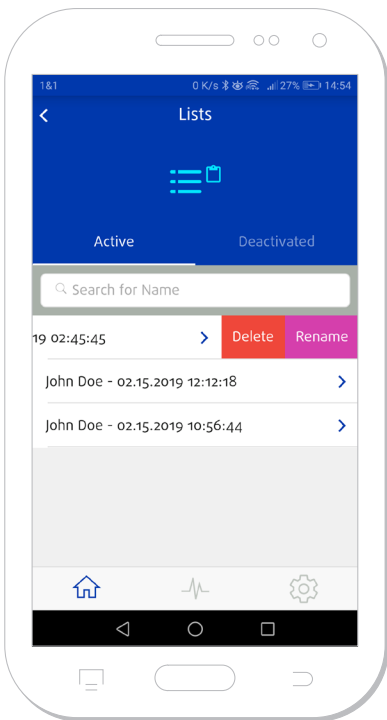 1&1 0 K/s 27% 14:54
Lists
Active Deactivated
Search for Name
19 02:45:45 Delete Rename
John Doe - 02.15.2019 12:12:18
John Doe - 02.15.2019 10:56:44